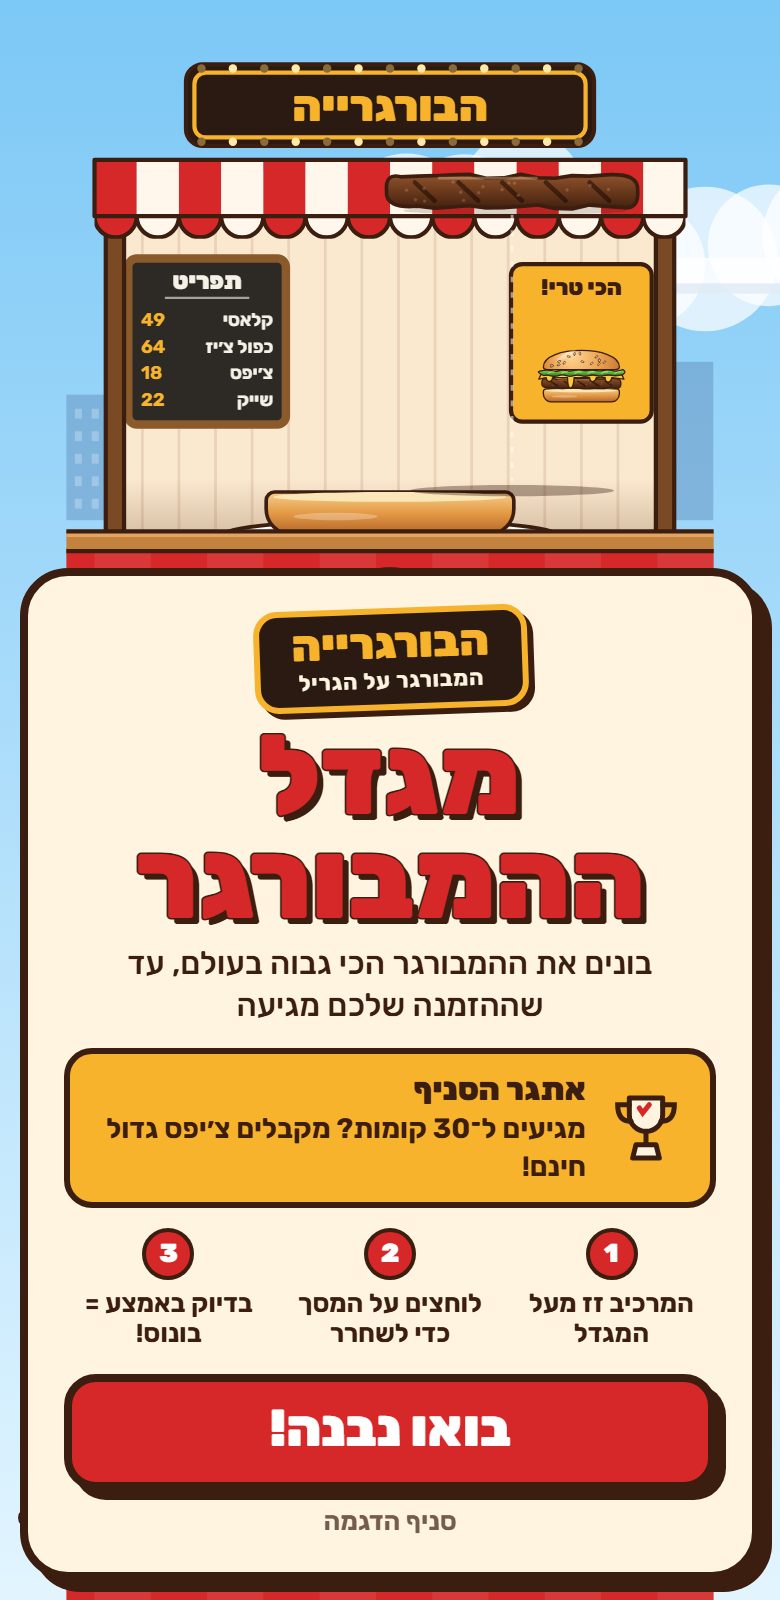 הבורגרייה
תפריט
קלאסי 49
כפול צ׳יז 64
צ׳יפס 18
שייק 22
הכי טרי!
הבורגרייה
המבורגר על הגריל
מגדל
ההמבורגר
בונים את ההמבורגר הכי גבוה בעולם, עד
שההזמנה שלכם מגיעה
אתגר הסניף
מגיעים ל־30 קומות? מקבלים צ׳יפס גדול
חינם!
1
המרכיב זז מעל
המגדל
2
לוחצים על המסך
כדי לשחרר
3
בדיוק באמצע =
בונוס!
בואו נבנה!
סניף הדגמה